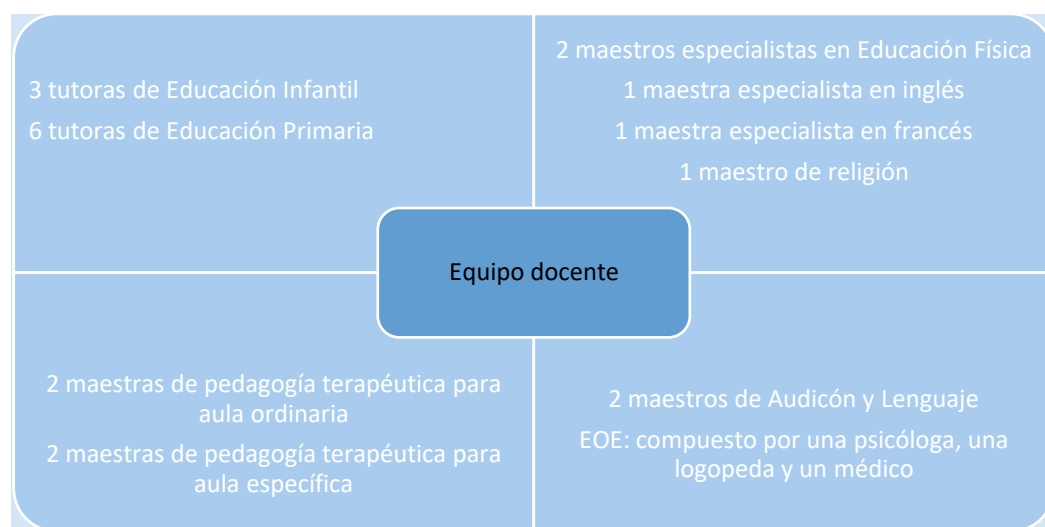 3 tutoras de Educación Infantil
6 tutoras de Educación Primaria
2 maestros especialistas en Educación Física
1 maestra especialista en inglés
1 maestra especialista en francés
1 maestro de religión
Equipo docente
2 maestras de pedagogía terapéutica para
aula ordinaria
2 maestras de pedagogía terapéutica para
aula específica
2 maestros de Audicón y Lenguaje
EOE: compuesto por una psicóloga, una
logopeda y un médico